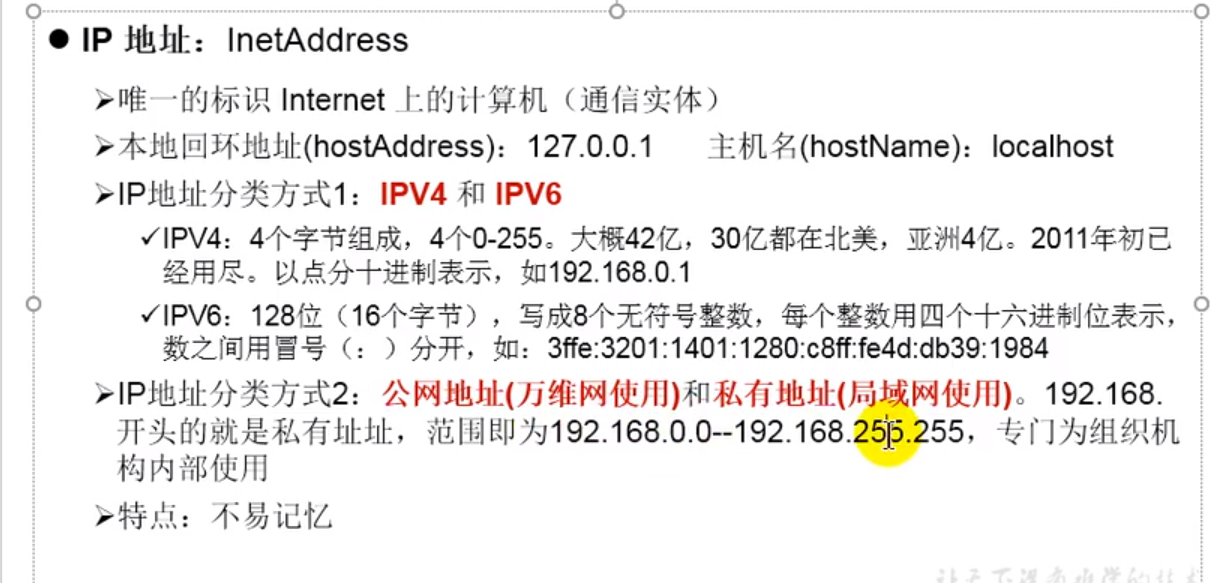 ● IP 地址：InetAddress
➢唯一的标识 Internet 上的计算机（通信实体）
➢本地回环地址(hostAddress)：127.0.0.1 主机名(hostName)：localhost
➢IP地址分类方式1：IPV4 和 IPV6
✓IPV4：4个字节组成，4个0-255。大概42亿，30亿都在北美，亚洲4亿。2011年初已
经用尽。以点分十进制表示，如192.168.0.1
✓IPV6：128位（16个字节），写成8个无符号整数，每个整数用四个十六进制位表示，
数之间用冒号（：）分开，如：3ffe:3201:1401:1280:c8ff:fe4d:db39:1984
➢IP地址分类方式2：公网地址(万维网使用)和私有地址(局域网使用)。192.168.
开头的就是私有址址，范围即为192.168.0.0--192.168.255.255，专门为组织机
构内部使用
➢特点：不易记忆